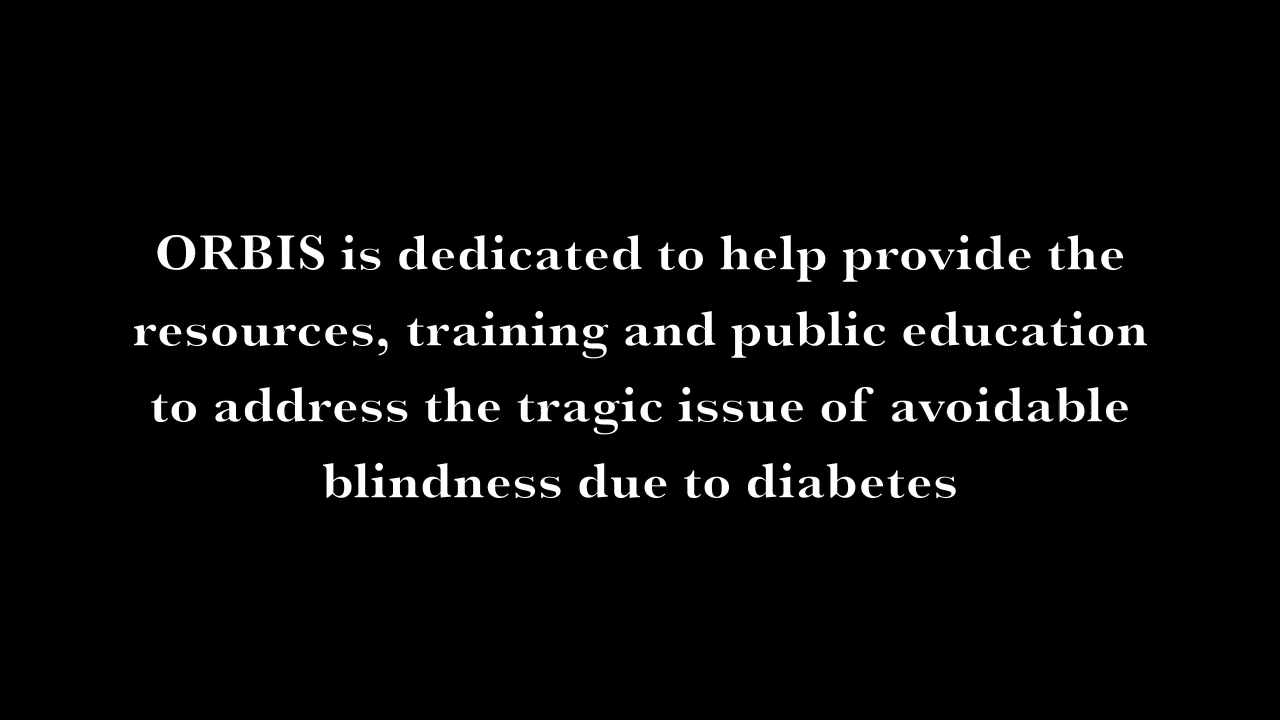 ORBIS is dedicated to help provide the
resources, training and public education
to address the tragic issue of avoidable
blindness due to diabetes